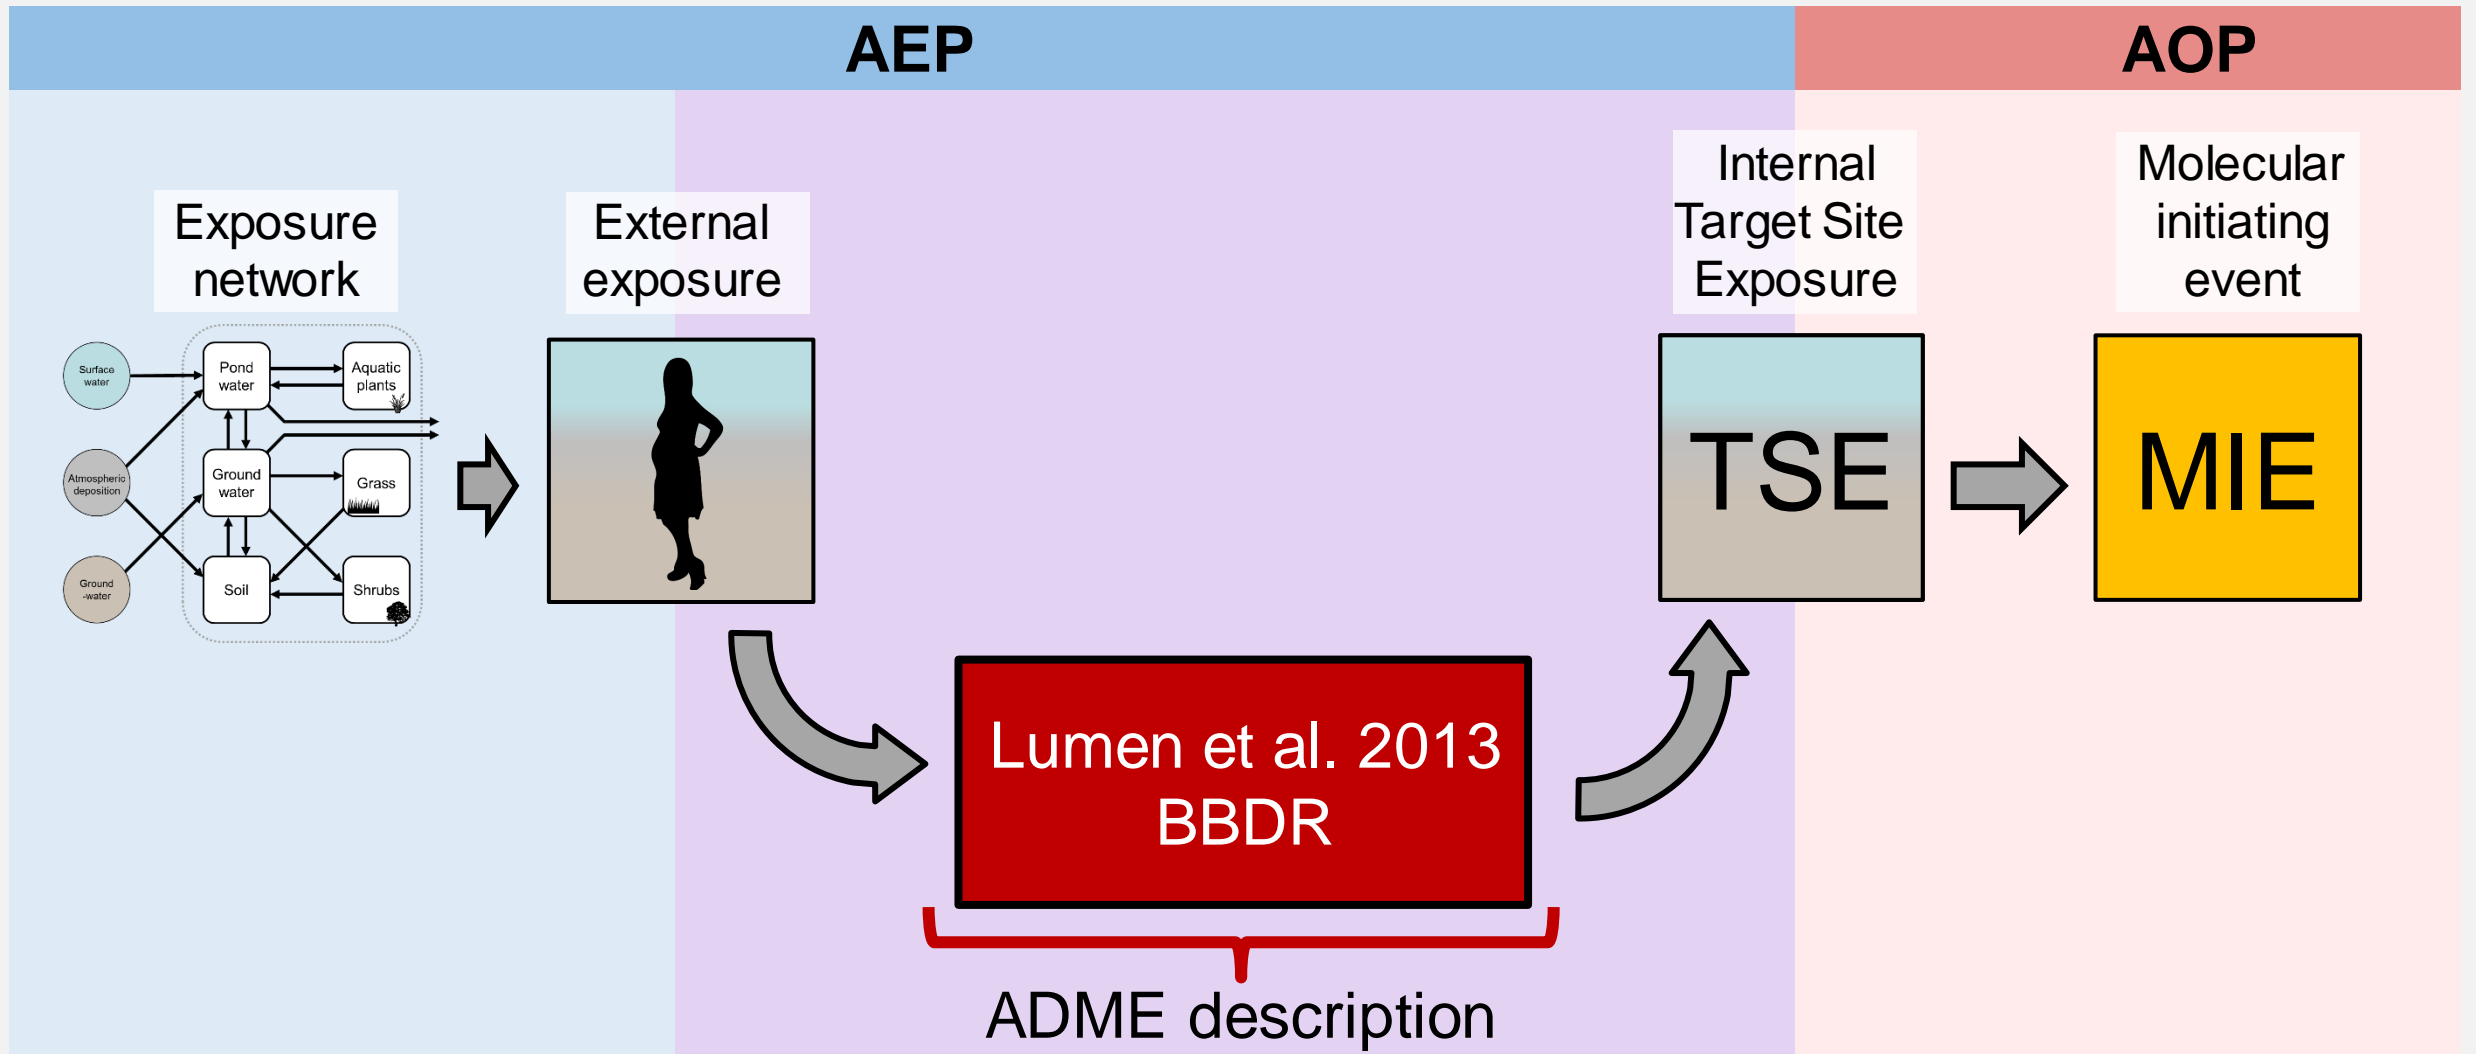 AEP
AOP
Exposure
network
External
exposure
Internal
Target Site
Exposure
Molecular
initiating
event
Surface
water
Pond
water
Aquatic
plants
Atmospheric
deposition
Ground
water
Grass
Ground
-water
Soil
Shrubs
TSE
MIE
Lumen et al. 2013
BBDR
ADME description